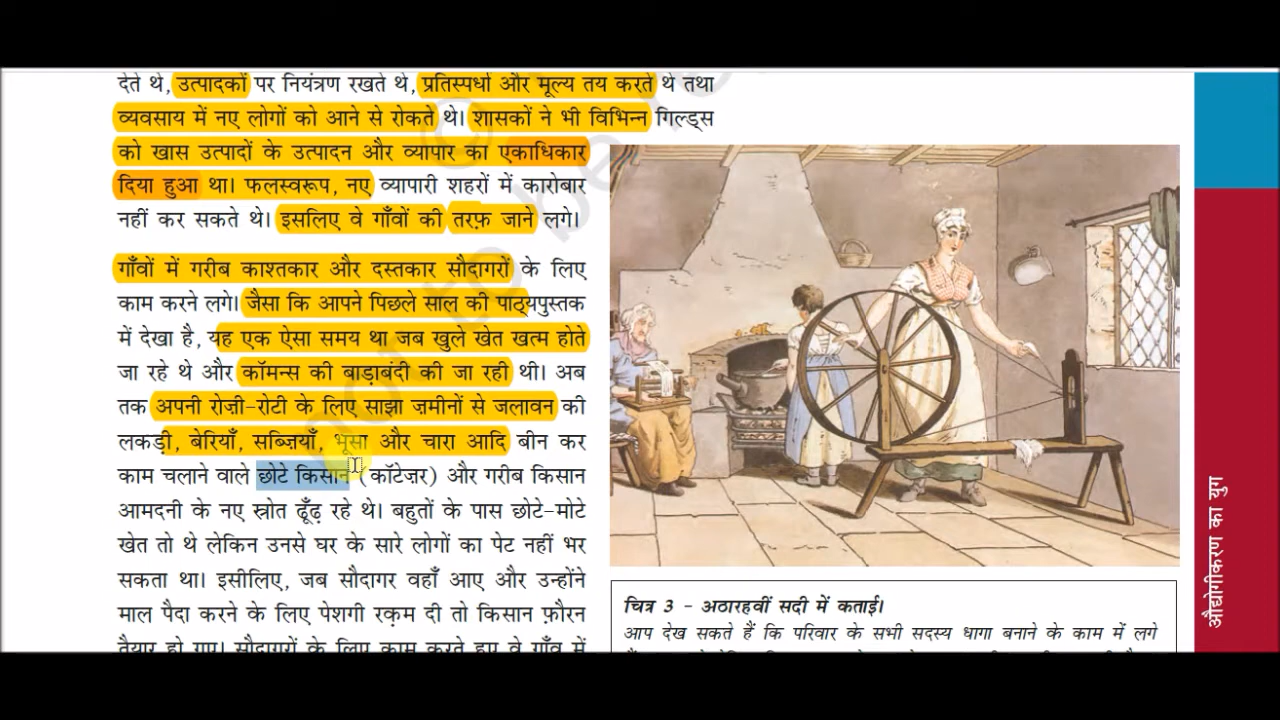 देते थे, उत्पादकों पर नियंत्रण रखते थे, प्रतिस्पर्धा और मूल्य तय करते थे तथा
व्यवसाय में नए लोगों को आने से रोकते थे। शासकों ने भी विभिन्न गिल्ड्स
को खास उत्पादों के उत्पादन और व्यापार का एकाधिकार
दिया हुआ था। फलस्वरूप, नए व्यापारी शहरों में कारोबार
नहीं कर सकते थे। इसलिए वे गाँवों की तरफ़ जाने लगे।
गाँवों में गरीब काश्तकार और दस्तकार सौदागरों के लिए
काम करने लगे। जैसा कि आपने पिछले साल की पाठ्यपुस्तक
में देखा है, यह एक ऐसा समय था जब खुले खेत खत्म होते
जा रहे थे और कॉमन्स की बाड़ाबंदी की जा रही थी। अब
तक अपनी रोज़ी-रोटी के लिए साझा ज़मीनों से जलावन की
लकड़ी, बेरियाँ, सब्ज़ियाँ, भूसा और चारा आदि बीन कर
काम चलाने वाले छोटे किसान (कॉटेजर) और गरीब किसान
आमदनी के नए स्रोत ढूँढ़ रहे थे। बहुतों के पास छोटे-मोटे
खेत तो थे लेकिन उनसे घर के सारे लोगों का पेट नहीं भर
सकता था। इसीलिए, जब सौदागर वहाँ आए और उन्होंने
माल पैदा करने के लिए पेशगी रक़म दी तो किसान फ़ौरन
तैयार हो गए। सौदागरों के लिए काम करते हुए वे गाँव में
चित्र 3 - अठारहवीं सदी में कताई।
आप देख सकते हैं कि परिवार के सभी सदस्य धागा बनाने के काम में लगे
औद्योगीकरण का युग